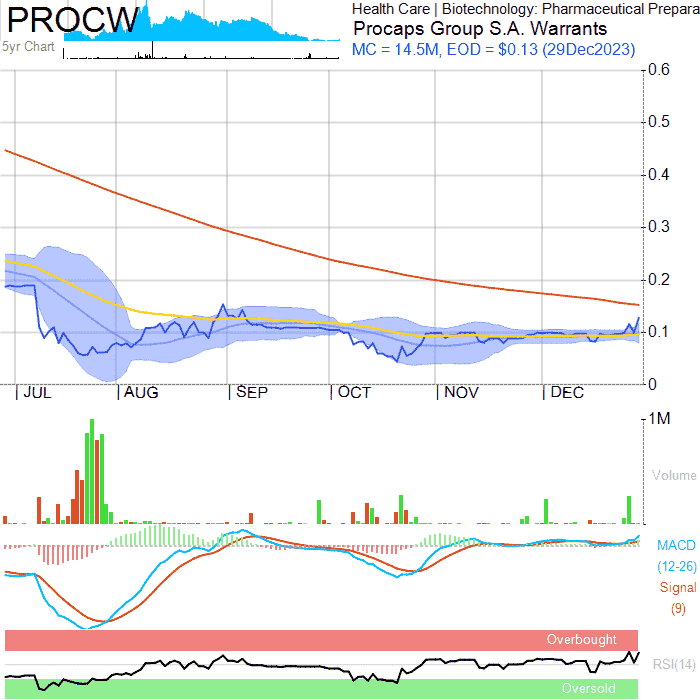 PROCW
Health Care | Biotechnology: Pharmaceutical Prepara
5yr Chart
Procaps Group S.A. Warrants
MC = 14.5M, EOD = $0.13 (29Dec2023)
0.6
0.5
0.4
0.3
0.2
0.1
0
JUL AUG SEP OCT NOV DEC
1M
Volume
MACD
(12-26)
Signal
(9)
Overbought
RSI(14)
Oversold